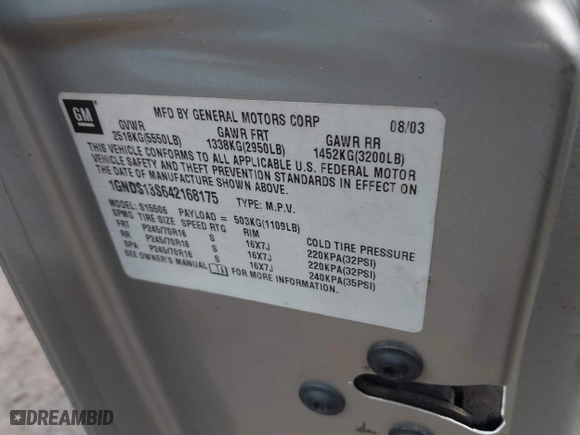 GM
MFD BY GENERAL MOTORS CORP 08/03
GVWR GAWR FRT GAWR RR
2518KG(5550LB) 1338KG(2950LB) 1452KG(3200LB)
THIS VEHICLE CONFORMS TO ALL APPLICABLE U.S. FEDERAL MOTOR
VEHICLE SAFETY AND THEFT PREVENTION STANDARDS IN EFFECT ON
THE DATE OF MANUFACTURE SHOWN ABOVE.
1GNDS13S642168175 TYPE: M.P.V.
MODEL: S15506 PAYLOAD = 503KG(1109LB)
SPMG TIRE SIZE SPEED RTG RIM COLD TIRE PRESSURE
FRT P245/70R16 S 16X7J 220KPA(32PSI)
RR P245/70R16 S 16X7J 220KPA(32PSI)
SPA P245/70R16 S 16X7J 240KPA(35PSI)
SEE OWNER'S MANUAL FOR MORE INFORMATION.
DREAMBID